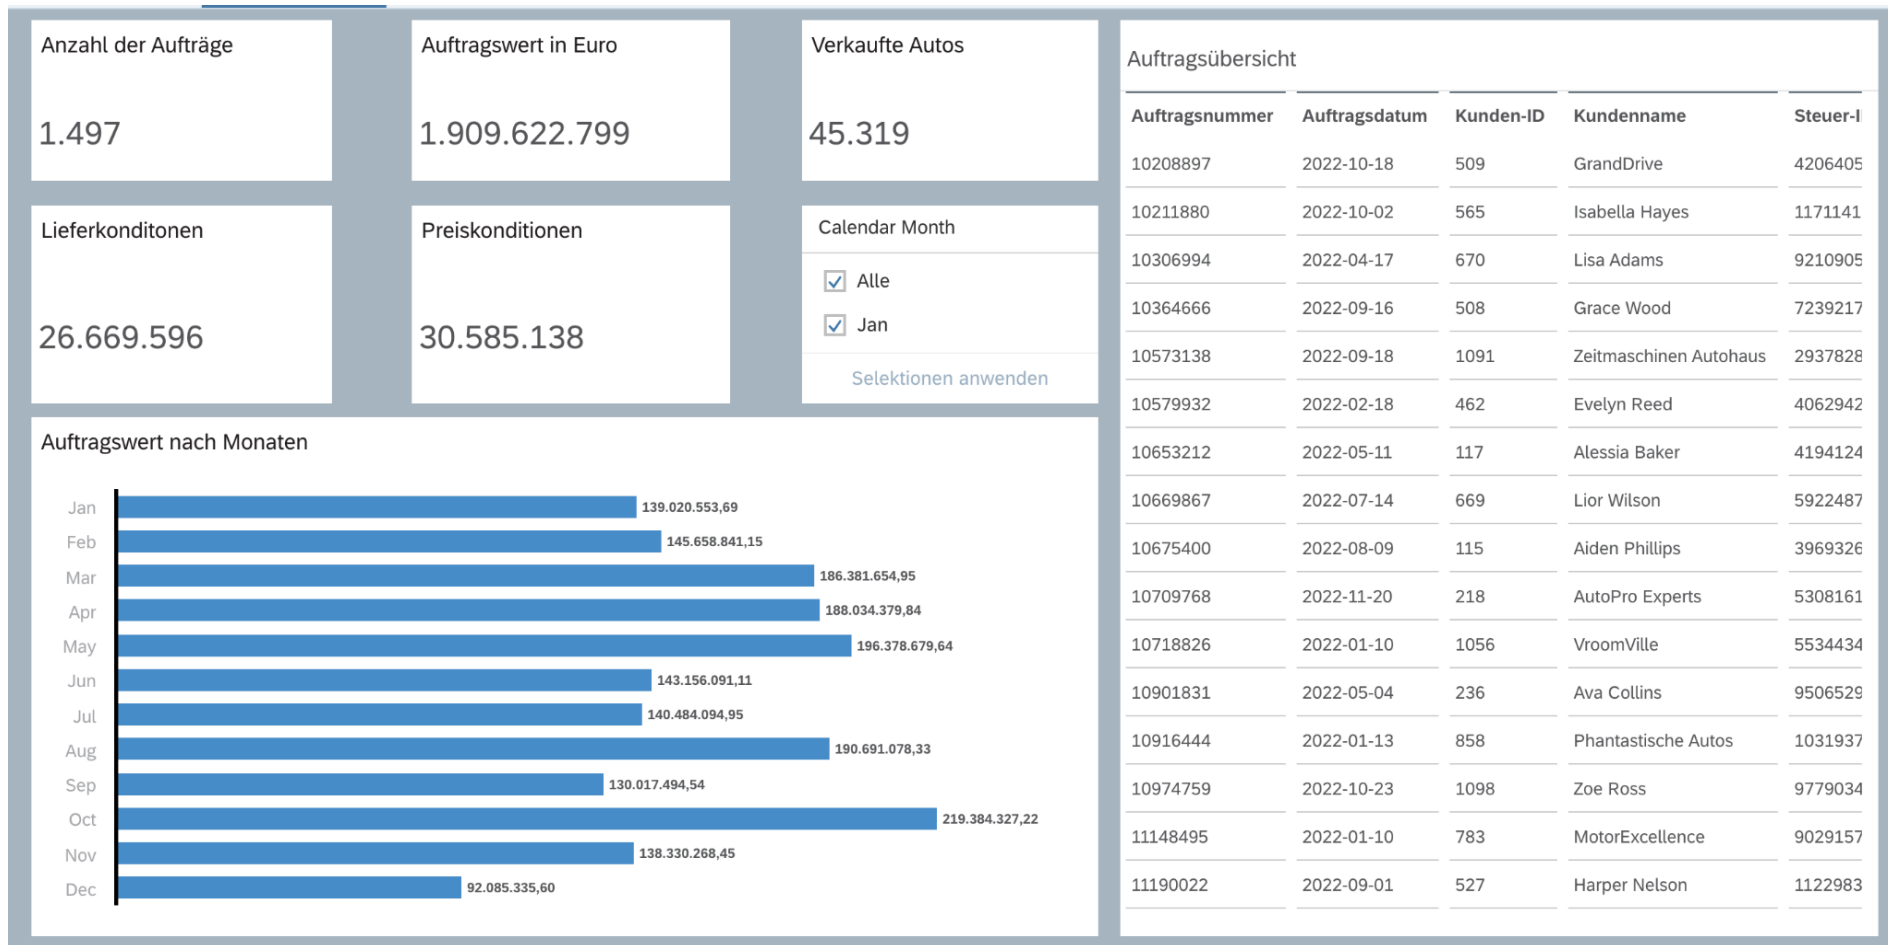 Anzahl der Aufträge
1.497
Auftragswert in Euro
1.909.622.799
Verkaufte Autos
45.319
Lieferkonditonen
26.669.596
Preiskonditionen
30.585.138
Calendar Month
Alle
Jan
Selektionen anwenden
Auftragswert nach Monaten
Jan 139.020.553,69
Feb 145.658.841,15
Mar 186.381.654,95
Apr 188.034.379,84
May 196.378.679,64
Jun 143.156.091,11
Jul 140.484.094,95
Aug 190.691.078,33
Sep 130.017.494,54
Oct 219.384.327,22
Nov 138.330.268,45
Dec 92.085.335,60
Auftragsübersicht
Auftragsnummer Auftragsdatum Kunden-ID Kundenname Steuer-I
10208897 2022-10-18 509 GrandDrive 4206405
10211880 2022-10-02 565 Isabella Hayes 1171141
10306994 2022-04-17 670 Lisa Adams 9210905
10364666 2022-09-16 508 Grace Wood 7239217
10573138 2022-09-18 1091 Zeitmaschinen Autohaus 2937828
10579932 2022-02-18 462 Evelyn Reed 4062942
10653212 2022-05-11 117 Alessia Baker 4194124
10669867 2022-07-14 669 Lior Wilson 5922487
10675400 2022-08-09 115 Aiden Phillips 3969326
10709768 2022-11-20 218 AutoPro Experts 5308161
10718826 2022-01-10 1056 VroomVille 5534434
10901831 2022-05-04 236 Ava Collins 9506529
10916444 2022-01-13 858 Phantastische Autos 1031937
10974759 2022-10-23 1098 Zoe Ross 9779034
11148495 2022-01-10 783 MotorExcellence 9029157
11190022 2022-09-01 527 Harper Nelson 1122983